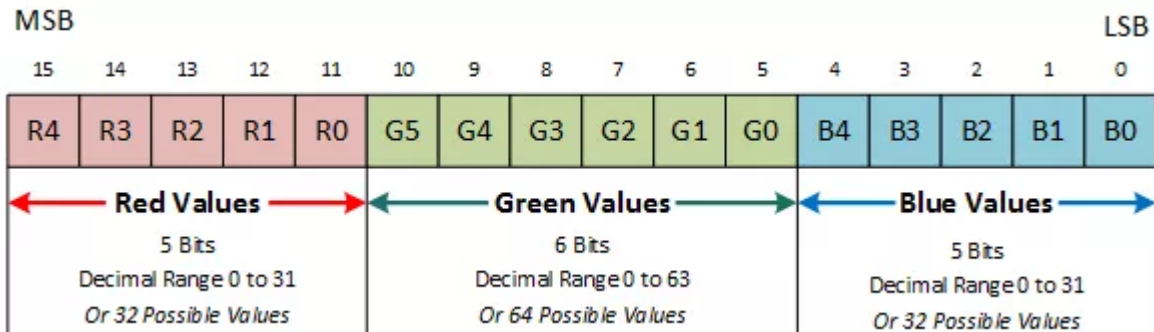 MSB LSB
15 14 13 12 11 10 9 8 7 6 5 4 3 2 1 0
R4 R3 R2 R1 R0 G5 G4 G3 G2 G1 G0 B4 B3 B2 B1 B0
Red Values Green Values Blue Values
5 Bits 6 Bits 5 Bits
Decimal Range 0 to 31 Decimal Range 0 to 63 Decimal Range 0 to 31
Or 32 Possible Values Or 64 Possible Values Or 32 Possible Values